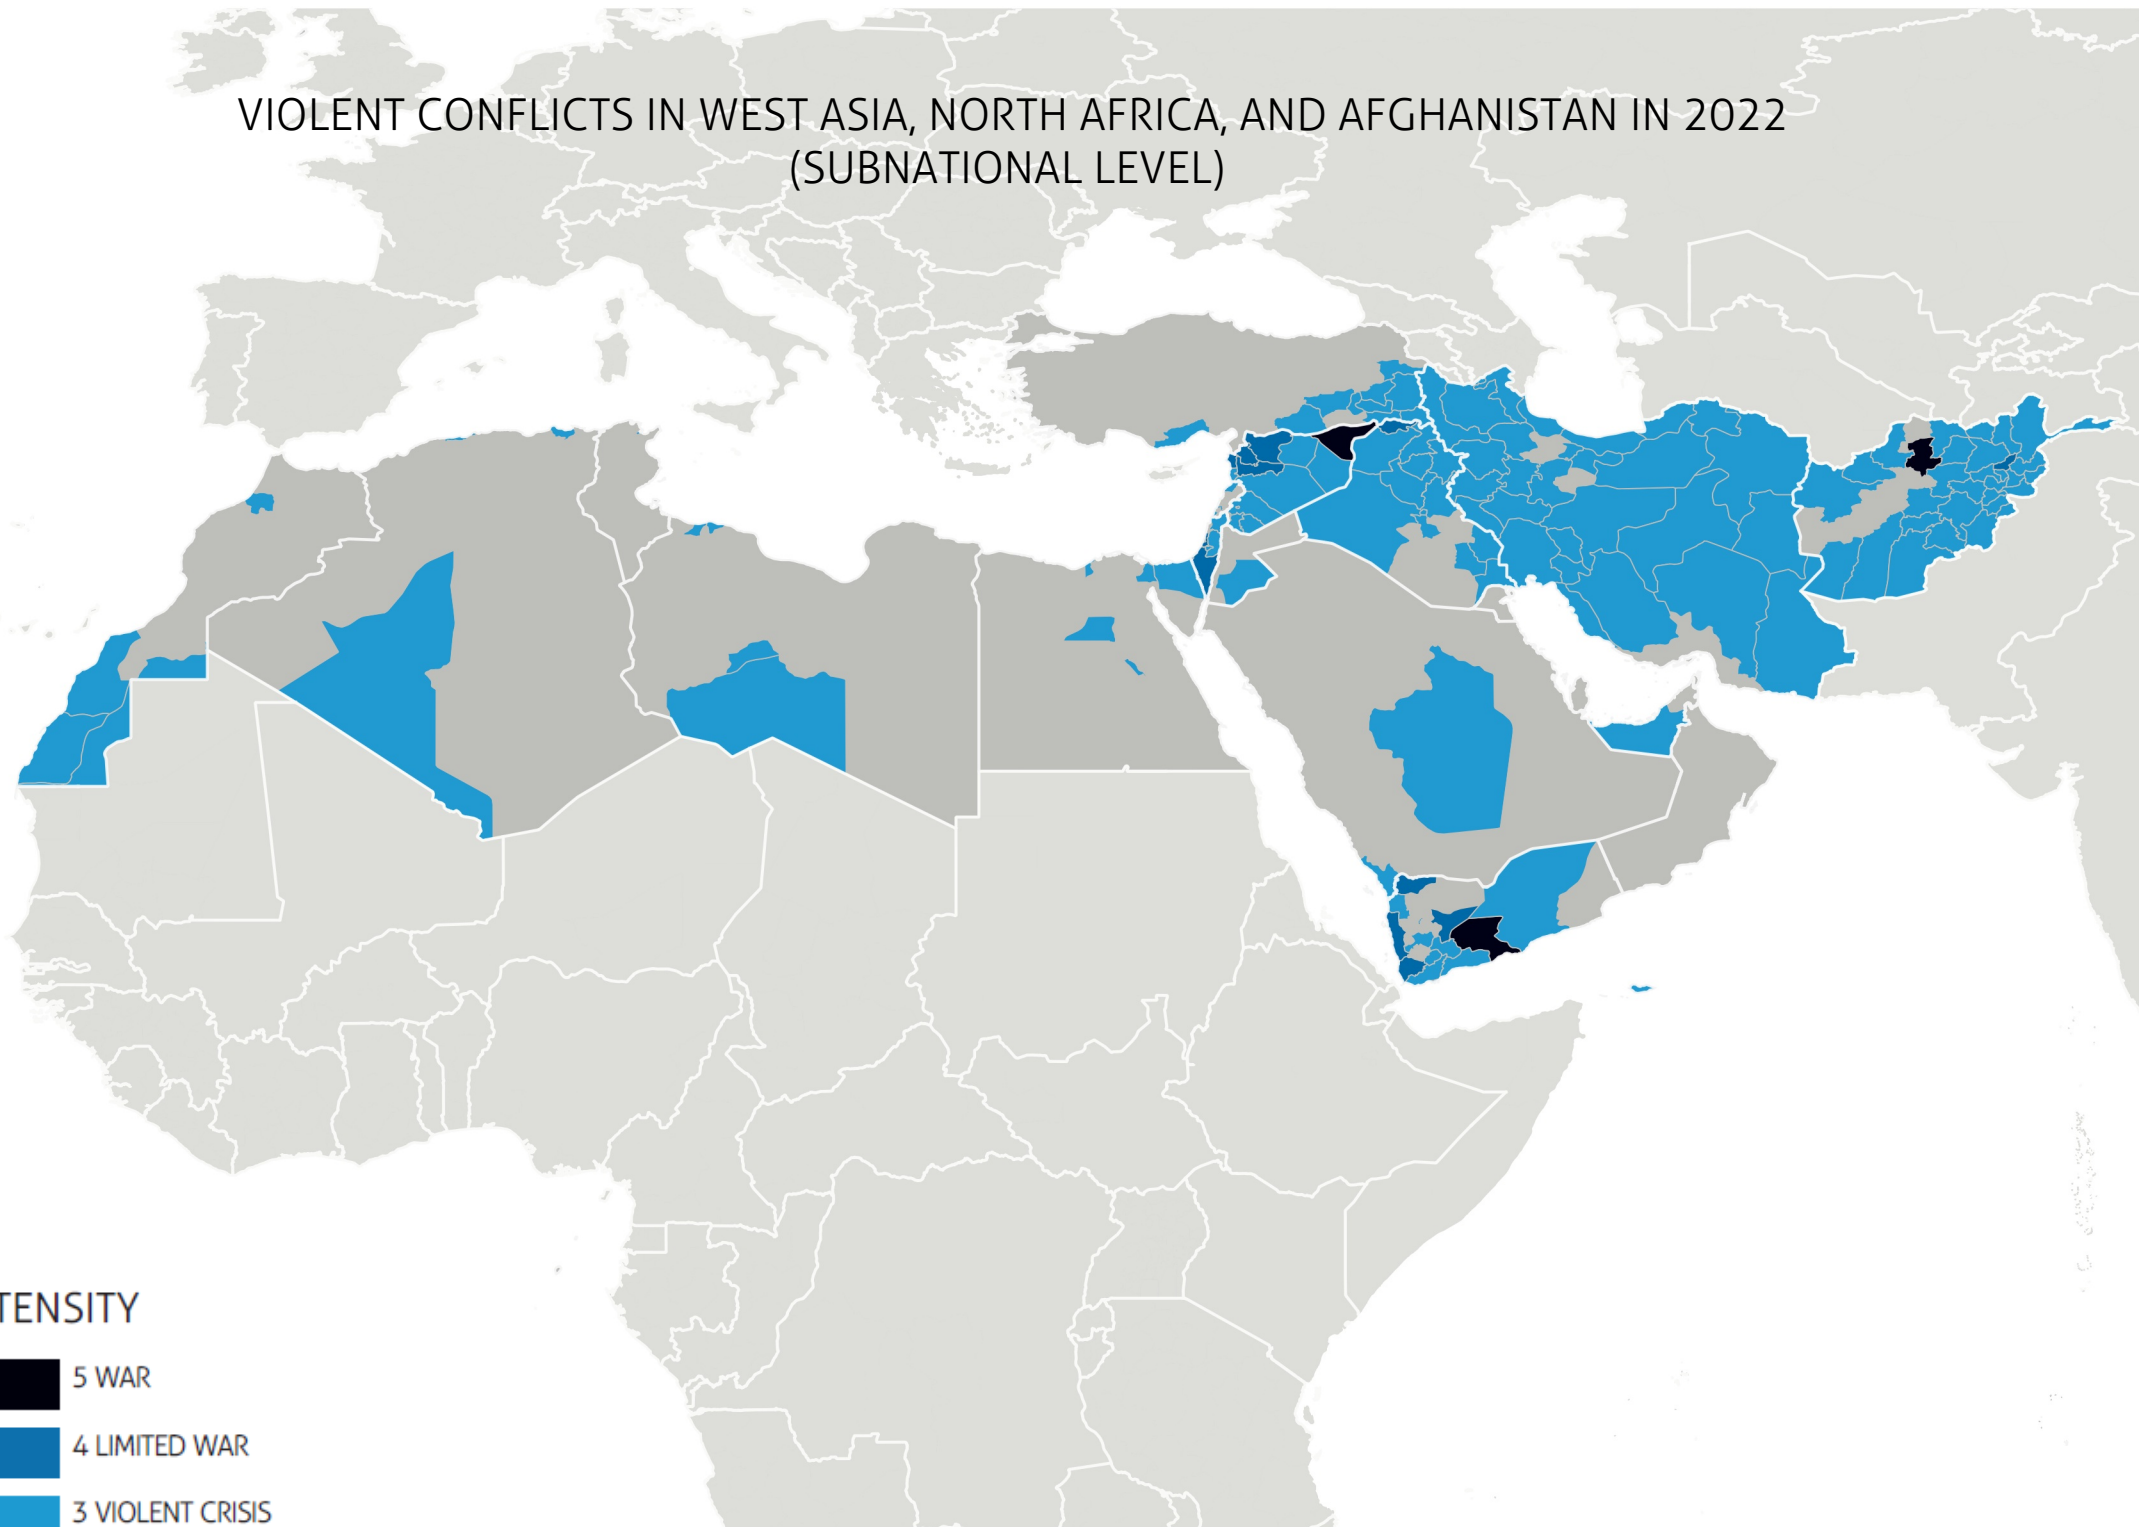 VIOLENT CONFLICTS IN WEST ASIA, NORTH AFRICA, AND AFGHANISTAN IN 2022
(SUBNATIONAL LEVEL)
TENSITY
5 WAR
4 LIMITED WAR
3 VIOLENT CRISIS